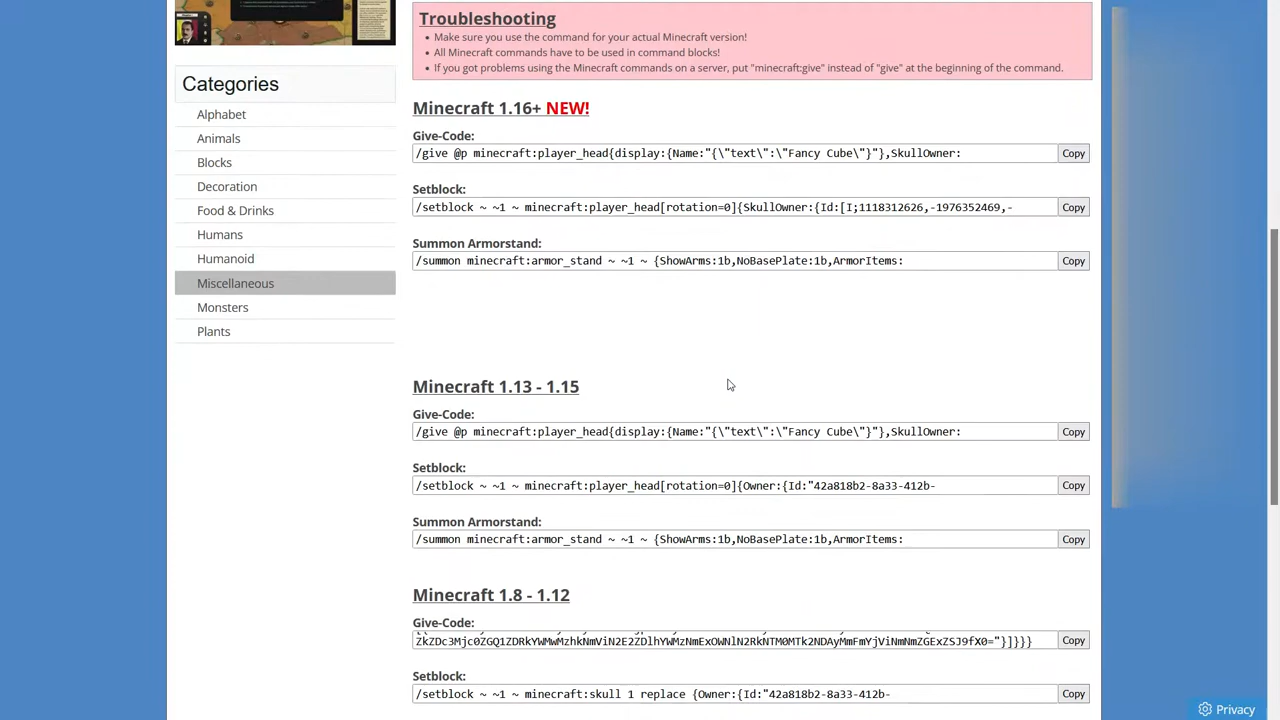 Troubleshooting
Make sure you use the command for your actual Minecraft version!
All Minecraft commands have to be used in command blocks!
If you got problems using the Minecraft commands on a server, put "minecraft:give" instead of "give" at the beginning of the command.
Categories
Alphabet
Animals
Blocks
Decoration
Food & Drinks
Humans
Humanoid
Miscellaneous
Monsters
Plants
Minecraft 1.16+ NEW!
Give-Code:
/give @p minecraft:player_head{display:{Name:"{\"text\":\"Fancy Cube\"}"},SkullOwner: Copy
Setblock:
/setblock ~ ~1 ~ minecraft:player_head[rotation=0]{SkullOwner:{Id:[I;1118312626,-1976352469,- Copy
Summon Armorstand:
/summon minecraft:armor_stand ~ ~1 ~ {ShowArms:1b,NoBasePlate:1b,ArmorItems: Copy
Minecraft 1.13 - 1.15
Give-Code:
/give @p minecraft:player_head{display:{Name:"{\"text\":\"Fancy Cube\"}"},SkullOwner: Copy
Setblock:
/setblock ~ ~1 ~ minecraft:player_head[rotation=0]{Owner:{Id:"42a818b2-8a33-412b- Copy
Summon Armorstand:
/summon minecraft:armor_stand ~ ~1 ~ {ShowArms:1b,NoBasePlate:1b,ArmorItems: Copy
Minecraft 1.8 - 1.12
Give-Code:
Copy
Setblock:
/setblock ~ ~1 ~ minecraft:skull 1 replace {Owner:{Id:"42a818b2-8a33-412b- Copy
Privacy